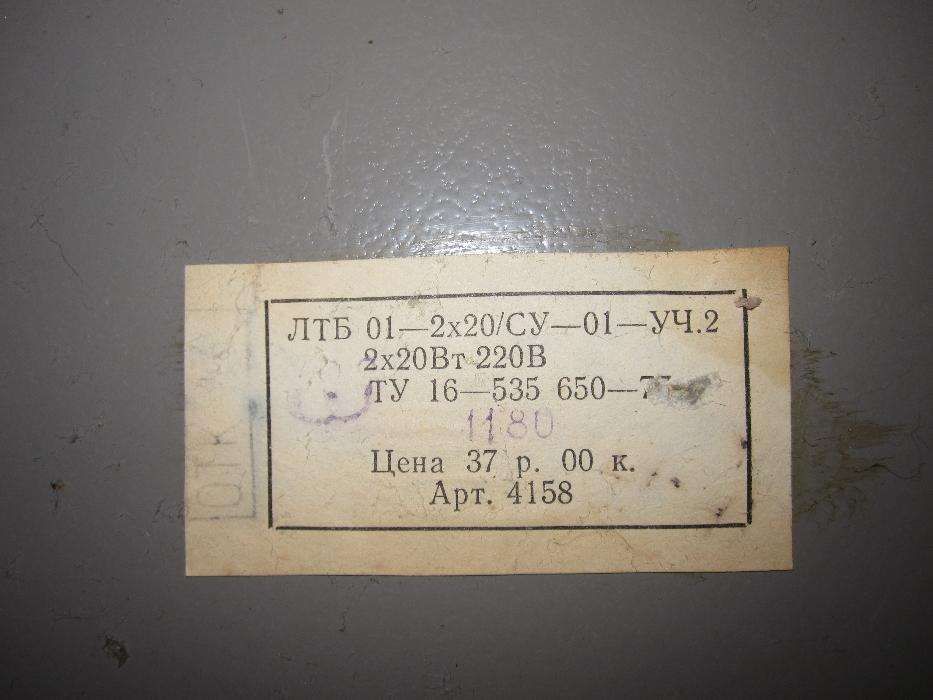 ЛТБ 01—2х20/СУ—01—УЧ.2
2х20Вт 220В
ТУ 16—535 650—
1180
Цена 37 р. 00 к.
Арт. 4158
ОТК